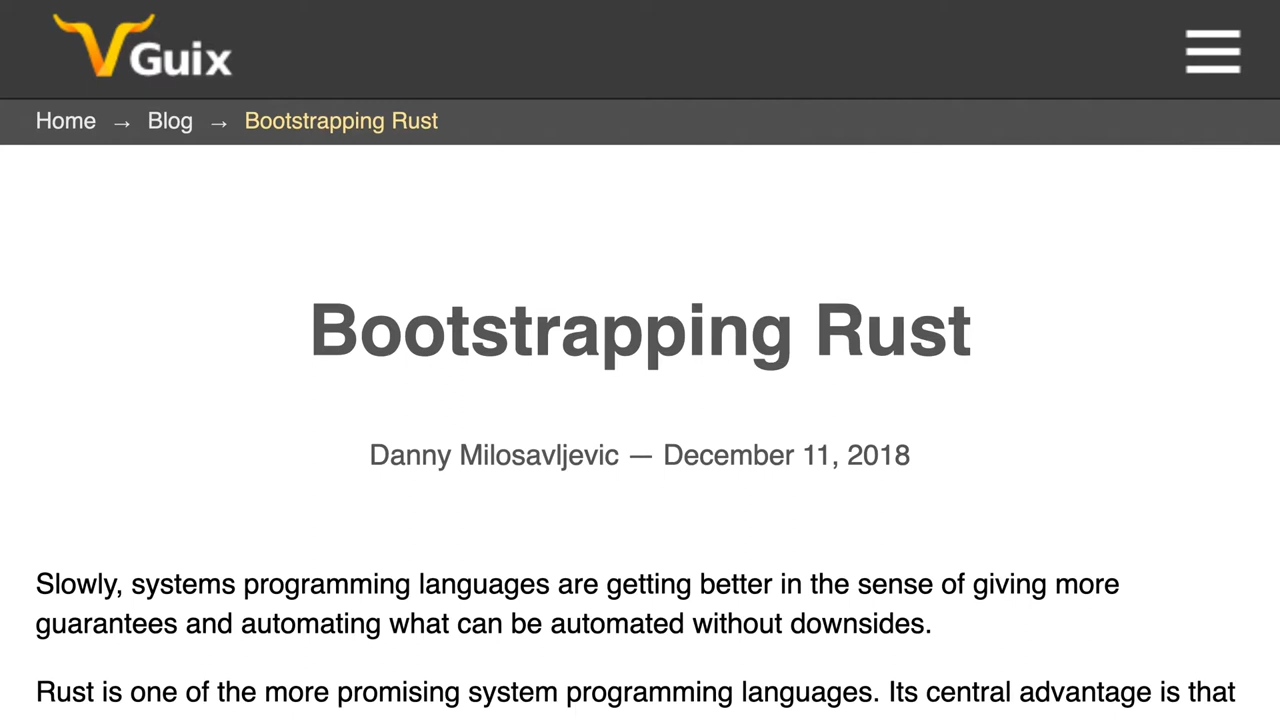 Guix
Home → Blog → Bootstrapping Rust
Bootstrapping Rust
Danny Milosavljevic — December 11, 2018
Slowly, systems programming languages are getting better in the sense of giving more
guarantees and automating what can be automated without downsides.
Rust is one of the more promising system programming languages. Its central advantage is that